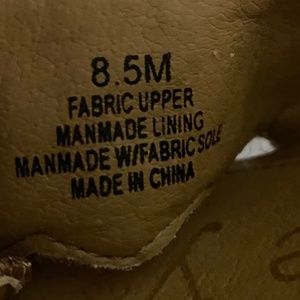 8.5M
FABRIC UPPER
MANMADE LINING
MANMADE W/FABRIC SOLE
MADE IN CHINA